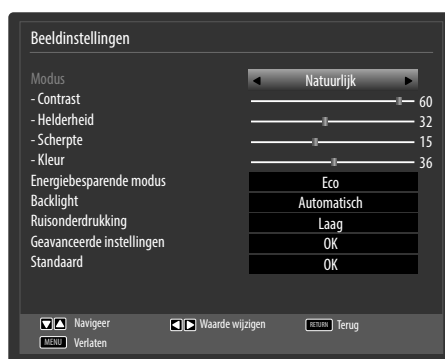 Beeldinstellingen
Modus Natuurlijk
- Contrast 60
- Helderheid 32
- Scherpte 15
- Kleur 36
Energiebesparende modus Eco
Backlight Automatisch
Ruisonderdrukking Laag
Geavanceerde instellingen OK
Standaard OK
Navigeer Waarde wijzigen RETURN Terug
MENU Verlaten